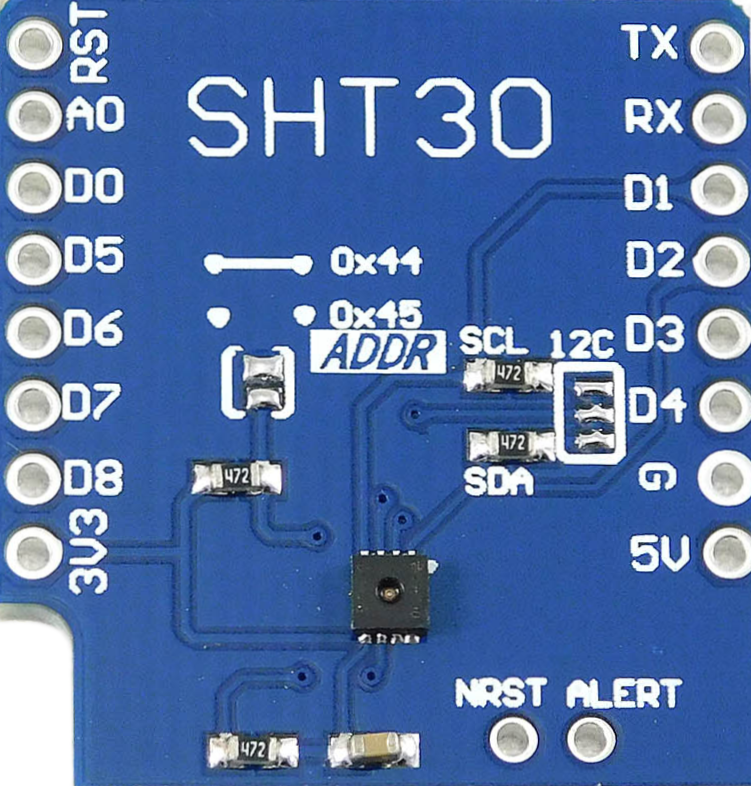 RST
TX
A0
SHT30
RX
D0
D1
D5
0x44
D2
D6
0x45
D3
ADDR
SCL
12C
472
D7
D4
472
D8
472
SDA
G
3V3
5V
NRST
ALERT
472